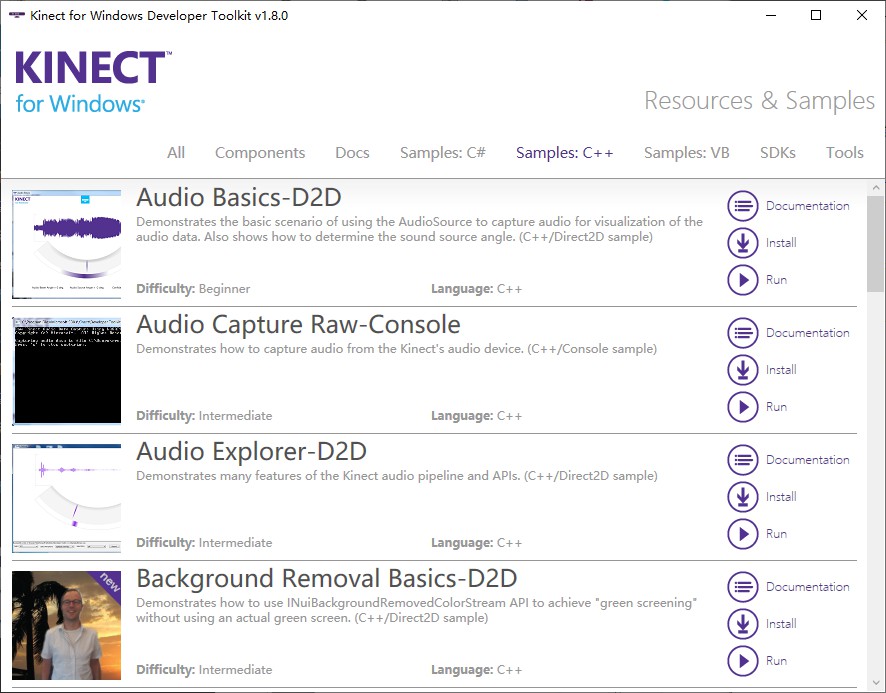 Kinect for Windows Developer Toolkit v1.8.0
KINECT™
for Windows®
Resources & Samples
All Components Docs Samples: C# Samples: C++ Samples: VB SDKs Tools
Audio Basics-D2D
Demonstrates the basic scenario of using the AudioSource to capture audio for visualization of the
audio data. Also shows how to determine the sound source angle. (C++/Direct2D sample)
Difficulty: Beginner
Language: C++
Documentation
Install
Run
Audio Capture Raw-Console
Demonstrates how to capture audio from the Kinect's audio device. (C++/Console sample)
Difficulty: Intermediate
Language: C++
Documentation
Install
Run
Audio Explorer-D2D
Demonstrates many features of the Kinect audio pipeline and APIs. (C++/Direct2D sample)
Difficulty: Intermediate
Language: C++
Documentation
Install
Run
new
Background Removal Basics-D2D
Demonstrates how to use INuiBackgroundRemovedColorStream API to achieve "green screening"
without using an actual green screen. (C++/Direct2D sample)
Difficulty: Intermediate
Language: C++
Documentation
Install
Run